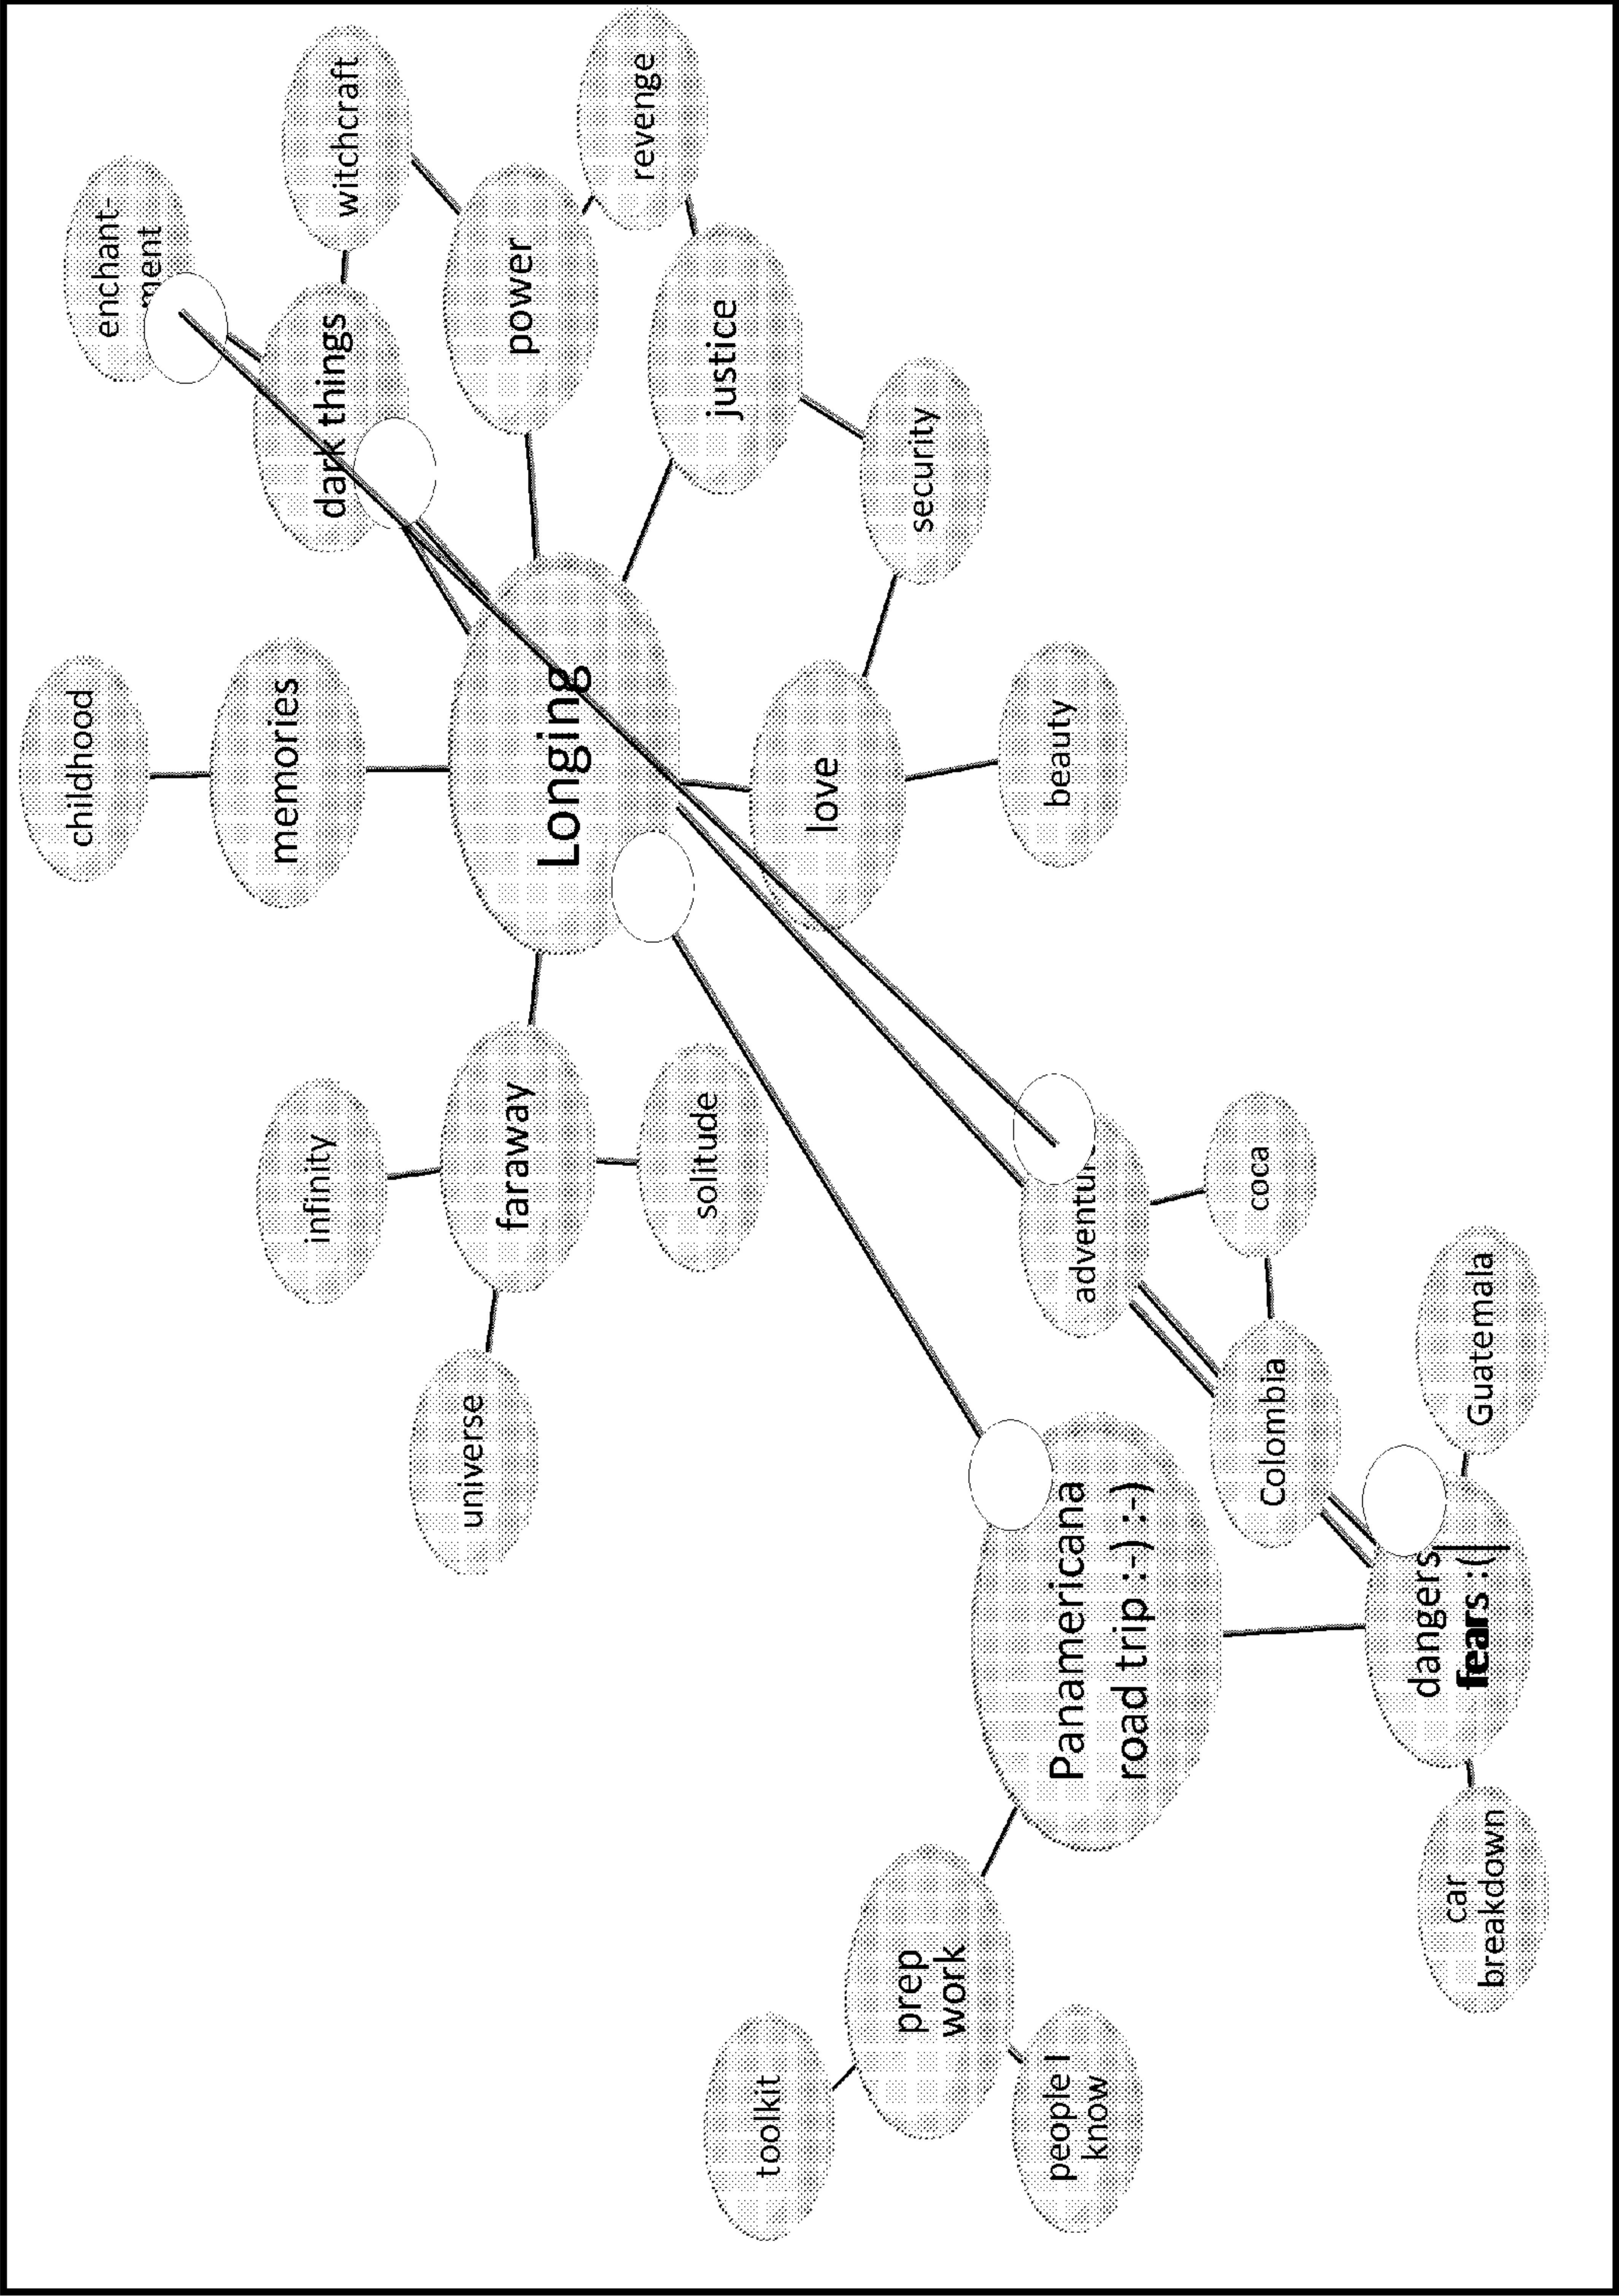 childhood
enchant-
ment
memories
infinity
dark things
witchcraft
universe
faraway
power
Longing
revenge
solitude
justice
toolkit
love
prep
work
security
beauty
people I
know
Panamericana
road trip :-) :-)
adventur
coca
Colombia
dangers
fears :(
car
breakdown
Guatemala